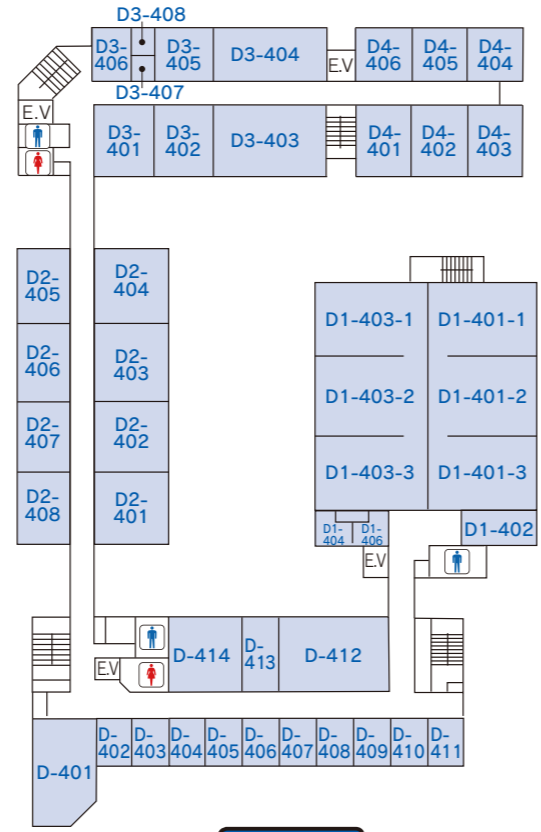 D3-408
D3-
406
D3-
405
D3-404
E.V
D4-
406
D4-
405
D4-
404
D3-407
E.V
D3-
401
D3-
402
D3-403
D4-
401
D4-
402
D4-
403
D2-
405
D2-
404
D2-
406
D2-
403
D2-
407
D2-
402
D2-
408
D2-
401
D1-403-1
D1-401-1
D1-403-2
D1-401-2
D1-403-3
D1-401-3
D1-
404
D1-
406
D1-402
E.V
E.V
D-414
D-
413
D-412
D-401
D-
402
D-
403
D-
404
D-
405
D-
406
D-
407
D-
408
D-
409
D-
410
D-
411